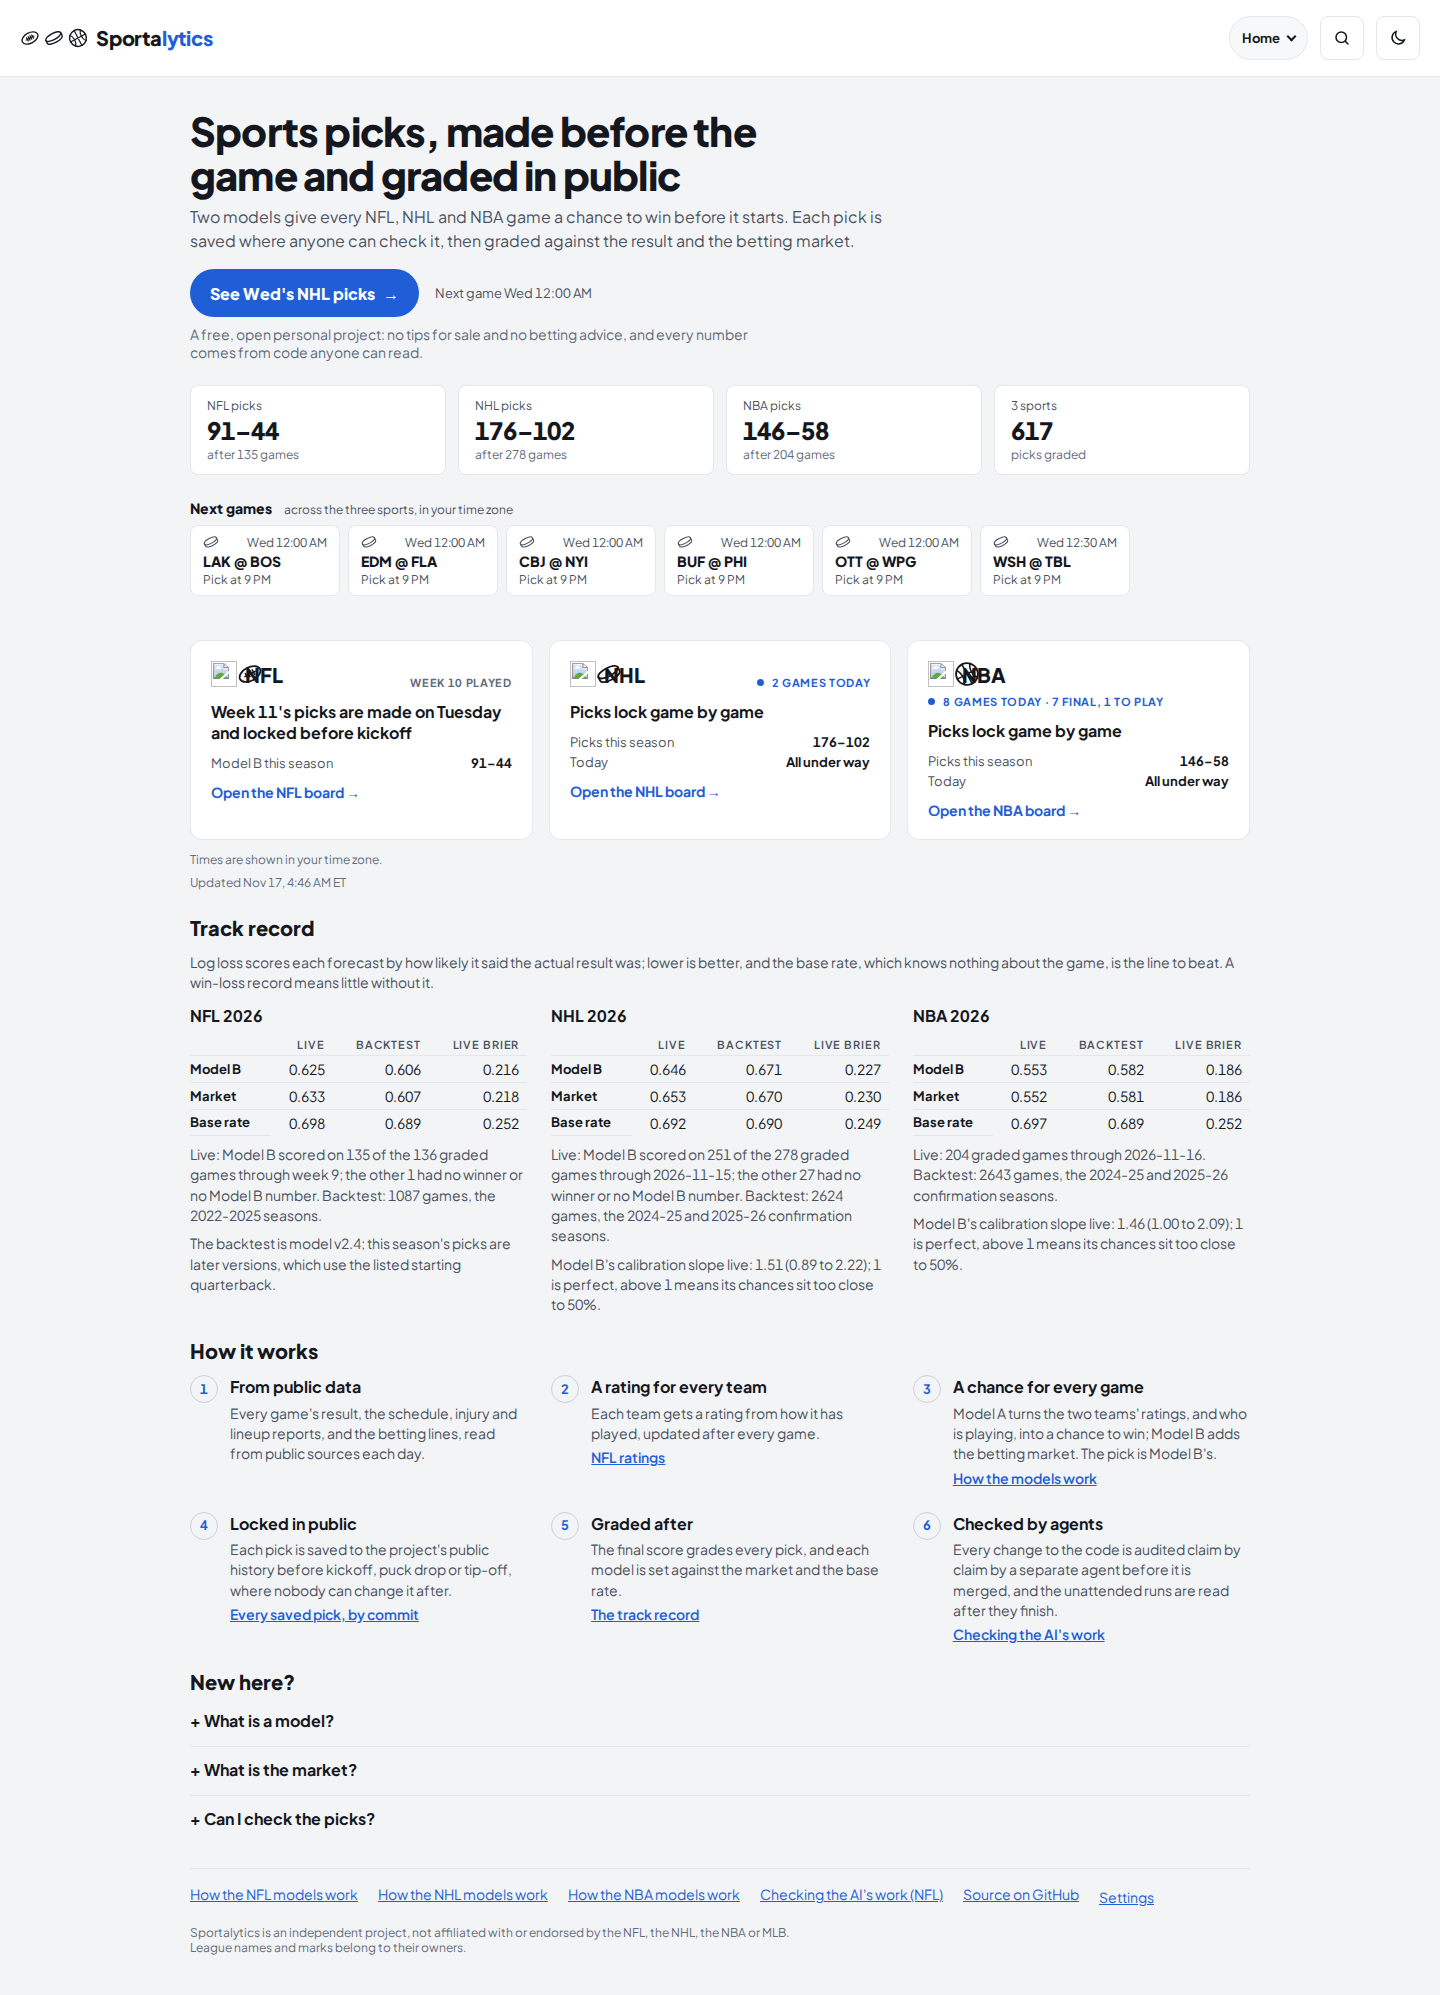 Sportalytics
Home
Sports picks, made before the
game and graded in public
Two models give every NFL, NHL and NBA game a chance to win before it starts. Each pick is
saved where anyone can check it, then graded against the result and the betting market.
See Wed's NHL picks →
Next game Wed 12:00 AM
A free, open personal project: no tips for sale and no betting advice, and every number
comes from code anyone can read.
NFL picks
91–44
after 135 games
NHL picks
176–102
after 278 games
NBA picks
146–58
after 204 games
3 sports
617
picks graded
Next games across the three sports, in your time zone
Wed 12:00 AM
LAK @ BOS
Pick at 9 PM
Wed 12:00 AM
EDM @ FLA
Pick at 9 PM
Wed 12:00 AM
CBJ @ NYI
Pick at 9 PM
Wed 12:00 AM
BUF @ PHI
Pick at 9 PM
Wed 12:00 AM
OTT @ WPG
Pick at 9 PM
Wed 12:30 AM
WSH @ TBL
Pick at 9 PM
NFL
WEEK 10 PLAYED
Week 11's picks are made on Tuesday
and locked before kickoff
Model B this season 91–44
Open the NFL board →
NHL
2 GAMES TODAY
Picks lock game by game
Picks this season 176–102
Today All under way
Open the NHL board →
NBA
8 GAMES TODAY · 7 FINAL, 1 TO PLAY
Picks lock game by game
Picks this season 146–58
Today All under way
Open the NBA board →
Times are shown in your time zone.
Updated Nov 17, 4:46 AM ET
Track record
Log loss scores each forecast by how likely it said the actual result was; lower is better, and the base rate, which knows nothing about the game, is the line to beat. A
win-loss record means little without it.
NFL 2026
LIVE BACKTEST LIVE BRIER
Model B 0.625 0.606 0.216
Market 0.633 0.607 0.218
Base rate 0.698 0.689 0.252
Live: Model B scored on 135 of the 136 graded
games through week 9; the other 1 had no winner or
no Model B number. Backtest: 1087 games, the
2022-2025 seasons.
The backtest is model v2.4; this season's picks are
later versions, which use the listed starting
quarterback.
NHL 2026
LIVE BACKTEST LIVE BRIER
Model B 0.646 0.671 0.227
Market 0.653 0.670 0.230
Base rate 0.692 0.690 0.249
Live: Model B scored on 251 of the 278 graded
games through 2026-11-15; the other 27 had no
winner or no Model B number. Backtest: 2624
games, the 2024-25 and 2025-26 confirmation
seasons.
Model B's calibration slope live: 1.51 (0.89 to 2.22); 1
is perfect, above 1 means its chances sit too close
to 50%.
NBA 2026
LIVE BACKTEST LIVE BRIER
Model B 0.553 0.582 0.186
Market 0.552 0.581 0.186
Base rate 0.697 0.689 0.252
Live: 204 graded games through 2026-11-16.
Backtest: 2643 games, the 2024-25 and 2025-26
confirmation seasons.
Model B's calibration slope live: 1.46 (1.00 to 2.09); 1
is perfect, above 1 means its chances sit too close
to 50%.
How it works
1 From public data
Every game's result, the schedule, injury and
lineup reports, and the betting lines, read
from public sources each day.
2 A rating for every team
Each team gets a rating from how it has
played, updated after every game.
NFL ratings
3 A chance for every game
Model A turns the two teams' ratings, and who
is playing, into a chance to win; Model B adds
the betting market. The pick is Model B's.
How the models work
4 Locked in public
Each pick is saved to the project's public
history before kickoff, puck drop or tip-off,
where nobody can change it after.
Every saved pick, by commit
5 Graded after
The final score grades every pick, and each
model is set against the market and the base
rate.
The track record
6 Checked by agents
Every change to the code is audited claim by
claim by a separate agent before it is
merged, and the unattended runs are read
after they finish.
Checking the AI's work
New here?
+ What is a model?
+ What is the market?
+ Can I check the picks?
How the NFL models work How the NHL models work How the NBA models work Checking the AI's work (NFL) Source on GitHub Settings
Sportalytics is an independent project, not affiliated with or endorsed by the NFL, the NHL, the NBA or MLB.
League names and marks belong to their owners.